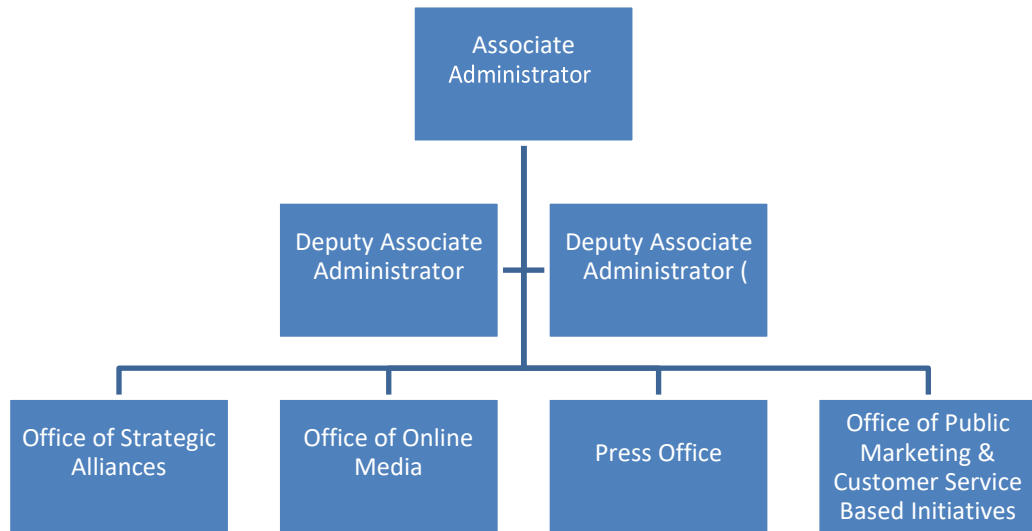 Associate
Administrator
Deputy Associate
Administrator
Deputy Associate
Administrator (
Office of Strategic
Alliances
Office of Online
Media
Press Office
Office of Public
Marketing &
Customer Service
Based Initiatives